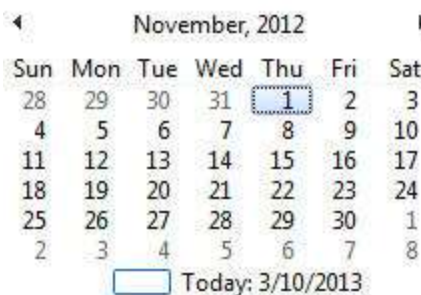 November, 2012
Sun Mon Tue Wed Thu Fri Sat
28 29 30 31 1 2 3
4 5 6 7 8 9 10
11 12 13 14 15 16 17
18 19 20 21 22 23 24
25 26 27 28 29 30 1
2 3 4 5 6 7 8
Today: 3/10/2013